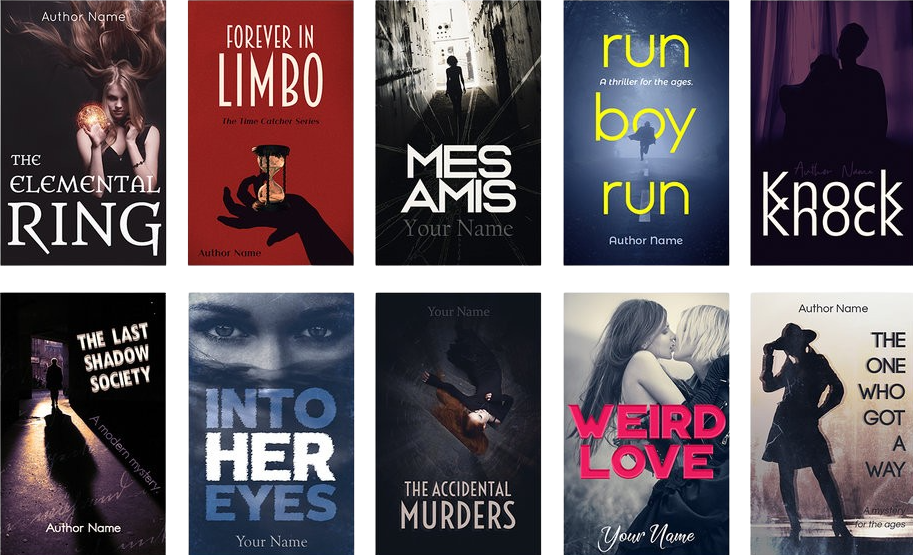 Author Name
THE
ELEMENTAL
RING
FOREVER IN
LIMBO
The Time Catcher Series
Author Name
MES
AMIS
Your Name
run
A thriller for the ages.
boy
run
Author Name
Author Name
Knock
Knock
THE LAST
SHADOW
SOCIETY
A modern mystery.
Author Name
INTO
HER
EYES
Your Name
Your Name
THE ACCIDENTAL
MURDERS
WEIRD
LOVE
Your Name
Author Name
THE
ONE
WHO
GOT
A
WAY
A mystery
for the ages